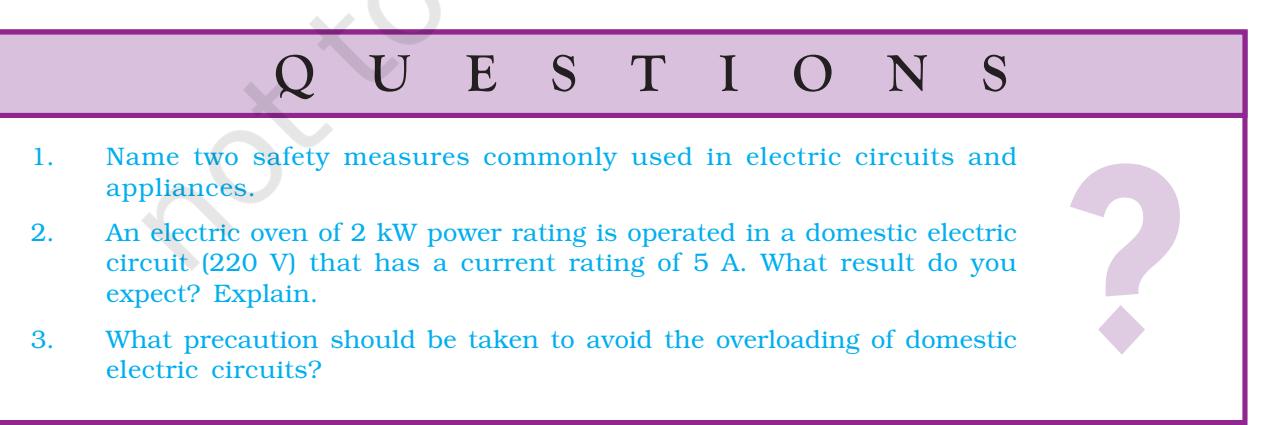 QUESTIONS
1. Name two safety measures commonly used in electric circuits and
appliances.
2. An electric oven of 2 kW power rating is operated in a domestic electric
circuit (220 V) that has a current rating of 5 A. What result do you
expect? Explain.
3. What precaution should be taken to avoid the overloading of domestic
electric circuits?
?
not to